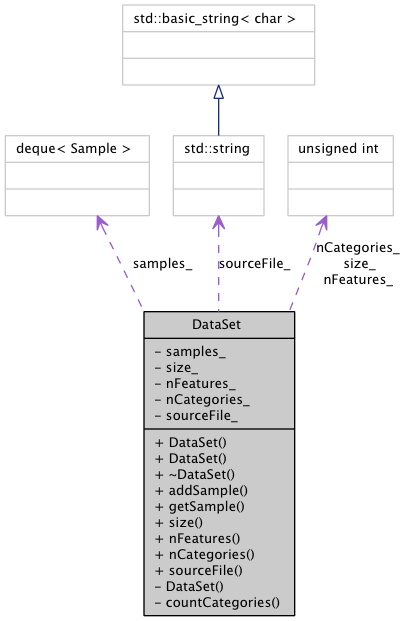 std::basic_string< char >
deque< Sample >
std::string
unsigned int
samples_
sourceFile_
nCategories_
size_
nFeatures_
DataSet
- samples_
- size_
- nFeatures_
- nCategories_
- sourceFile_
+ DataSet()
+ DataSet()
+ ~DataSet()
+ addSample()
+ getSample()
+ size()
+ nFeatures()
+ nCategories()
+ sourceFile()
- DataSet()
- countCategories()